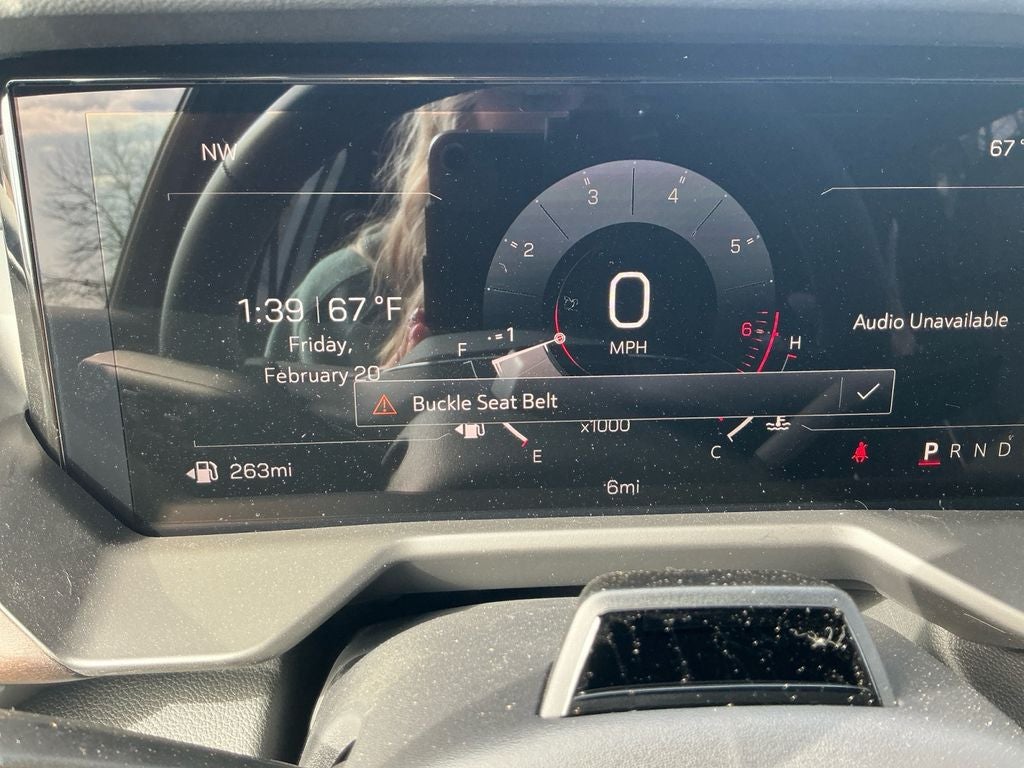 NW
67°
3
4
2
5
0
1:39 | 67 °F
MPH
6
H
Audio Unavailable
1
F
Friday,
February 20
Buckle Seat Belt
x1000
E
C
P R N D
263mi
6mi